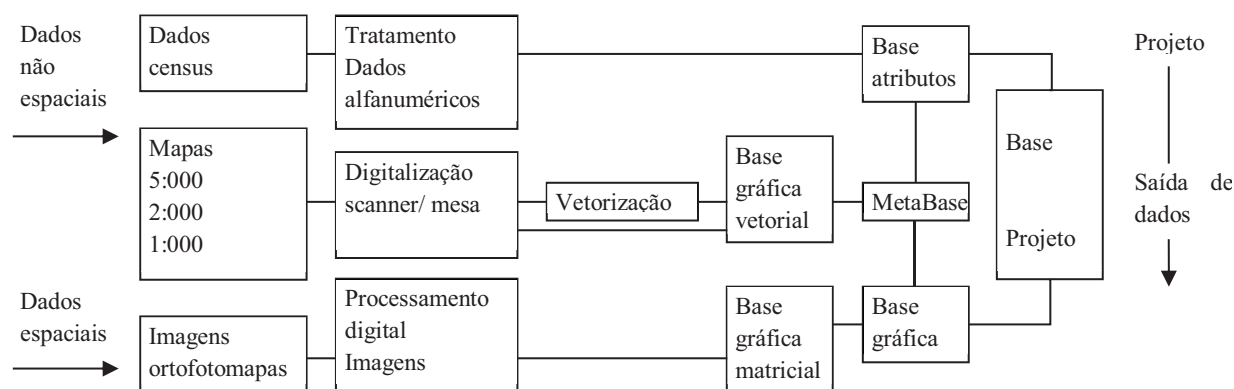 Dados
não
espaciais
Dados
census
Tratamento
Dados
alfanuméricos
Base
atributos
Projeto
Mapas
5:000
2:000
1:000
Digitalização
scanner/ mesa
Vetorização
Base
gráfica
vetorial
MetaBase
Base
Projeto
Saída de
dados
Dados
espaciais
Imagens
ortofotomapas
Processamento
digital
Imagens
Base
gráfica
matricial
Base
gráfica